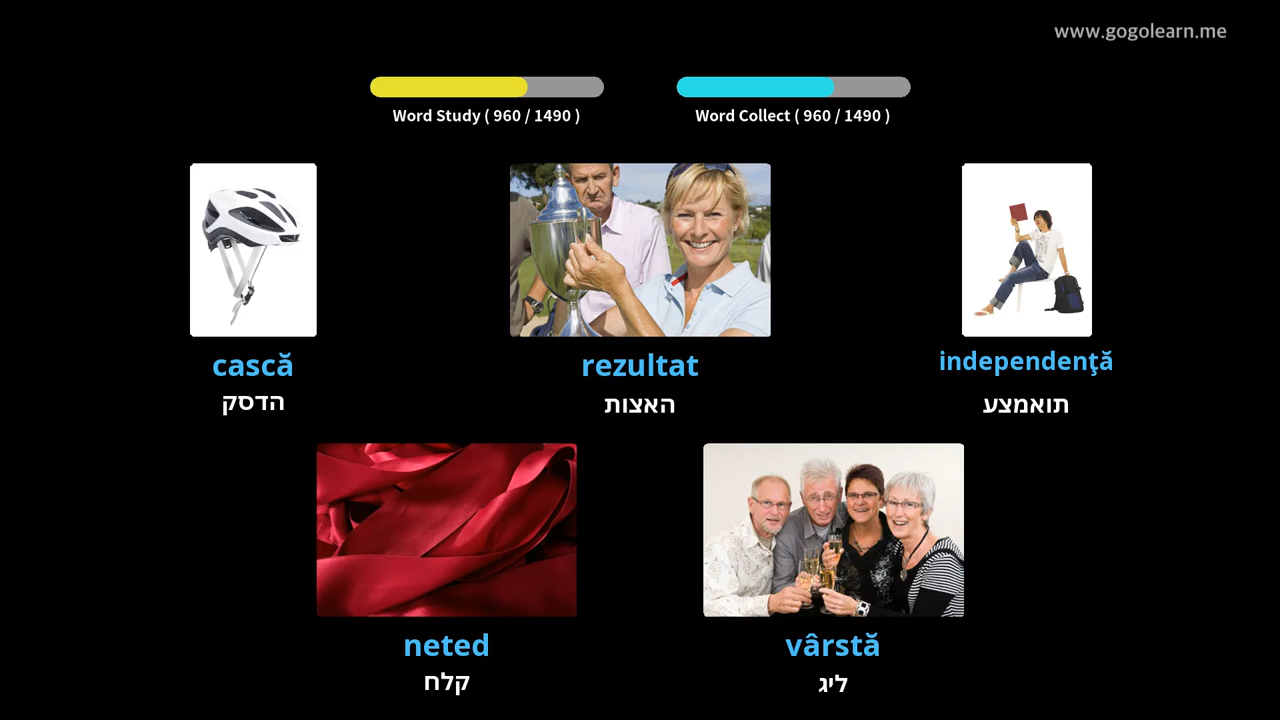 www.gogolearn.me
Word Study ( 960 / 1490 )
Word Collect ( 960 / 1490 )
cască
הדסק
rezultat
האצות
independenţă
תואמצע
neted
קלח
vârstă
ליג